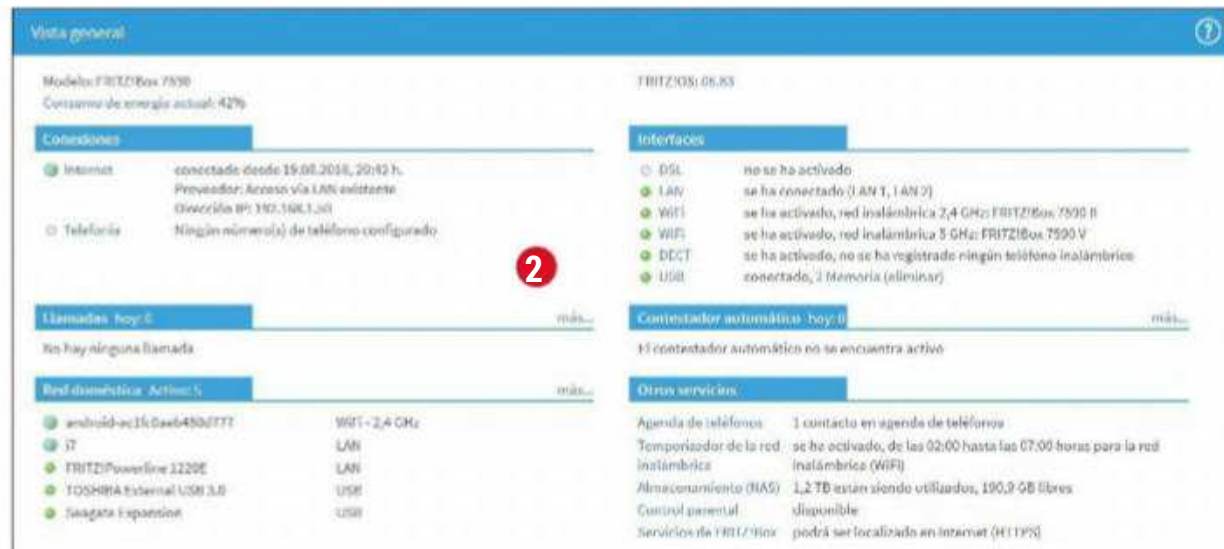 Vista general
?
Modelo: FRITZ!Box 7590
Consumo de energía actual: 42%
FRITZ!OS: 06.83
Conexiones
Internet conectado desde 19.08.2018, 20:42 h.
Proveedor: Acceso vía LAN existente
Dirección IP: 192.168.1.50
Telefonía Ningún número(s) de teléfono configurado
Interfaces
DSL no se ha activado
LAN se ha conectado (LAN 1, LAN 2)
WiFi se ha activado, red inalámbrica 2,4 GHz: FRITZ!Box 7590
WiFi se ha activado, red inalámbrica 5 GHz: FRITZ!Box 7590 V
DECT se ha activado, no se ha registrado ningún teléfono inalámbrico
USB conectado, 2 Memoria (eliminar)
2
Llamadas hoy: 0 más...
No hay ninguna llamada
Contestador automático hoy: 0 más...
El contestador automático no se encuentra activo
Red doméstica Activo: 5 más...
WiFi - 2,4 GHz
i7 LAN
FRITZ!Powerline 1220E LAN
TOSHIBA External USB 3.0 USB
Seagate Expansion USB
Otros servicios
Agenda de teléfonos 1 contacto en agenda de teléfonos
Temporizador de la red se ha activado, de las 02:00 hasta las 07:00 horas para la red
inalámbrica inalámbrica (WiFi)
Almacenamiento (NAS) 1,2 TB están siendo utilizados, 190,9 GB libres
Control parental disponible
Servicios de FRITZ!Box podrá ser localizado en Internet (HTTPS)